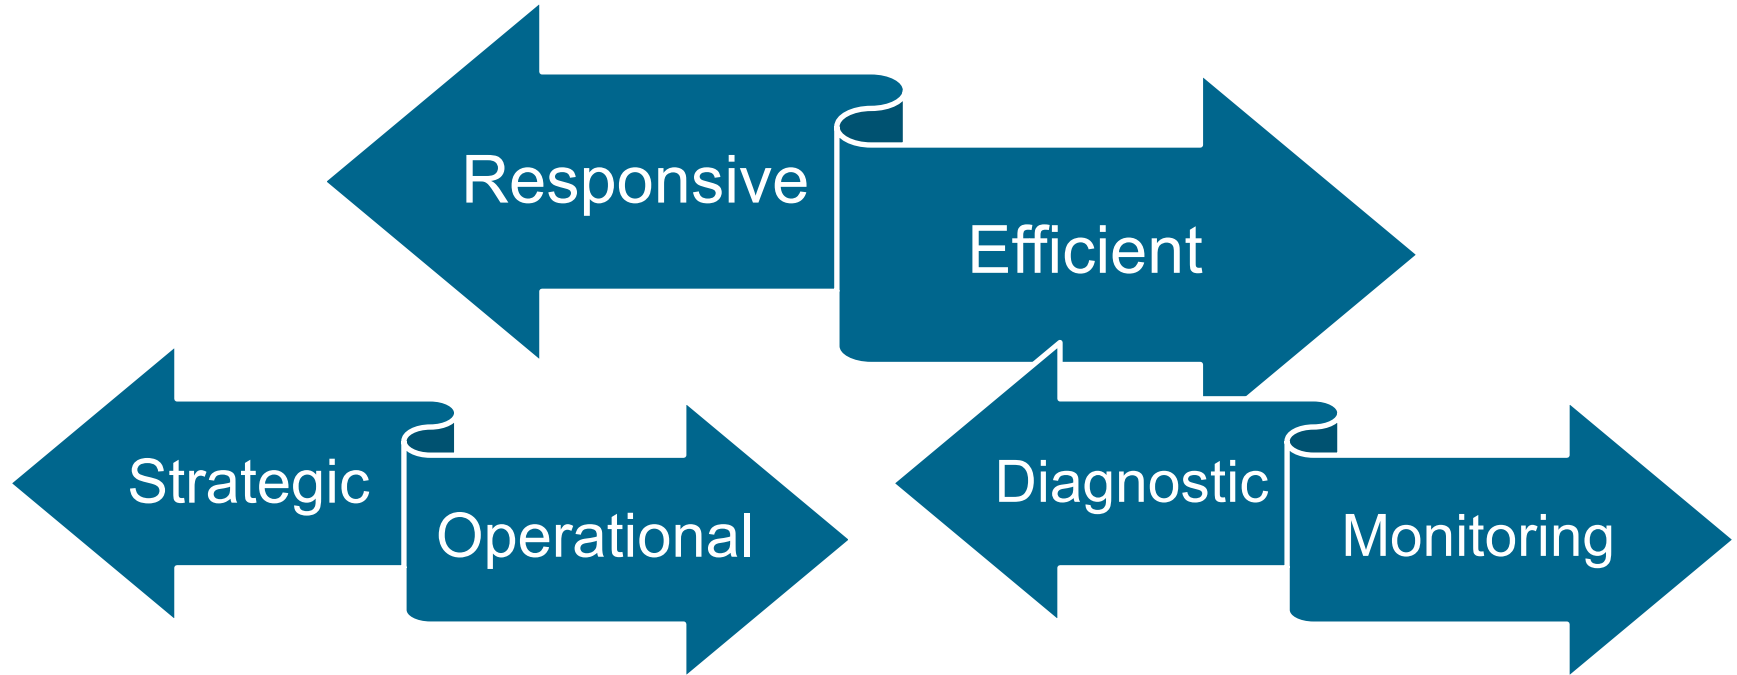 Responsive
Efficient
Strategic
Operational
Diagnostic
Monitoring